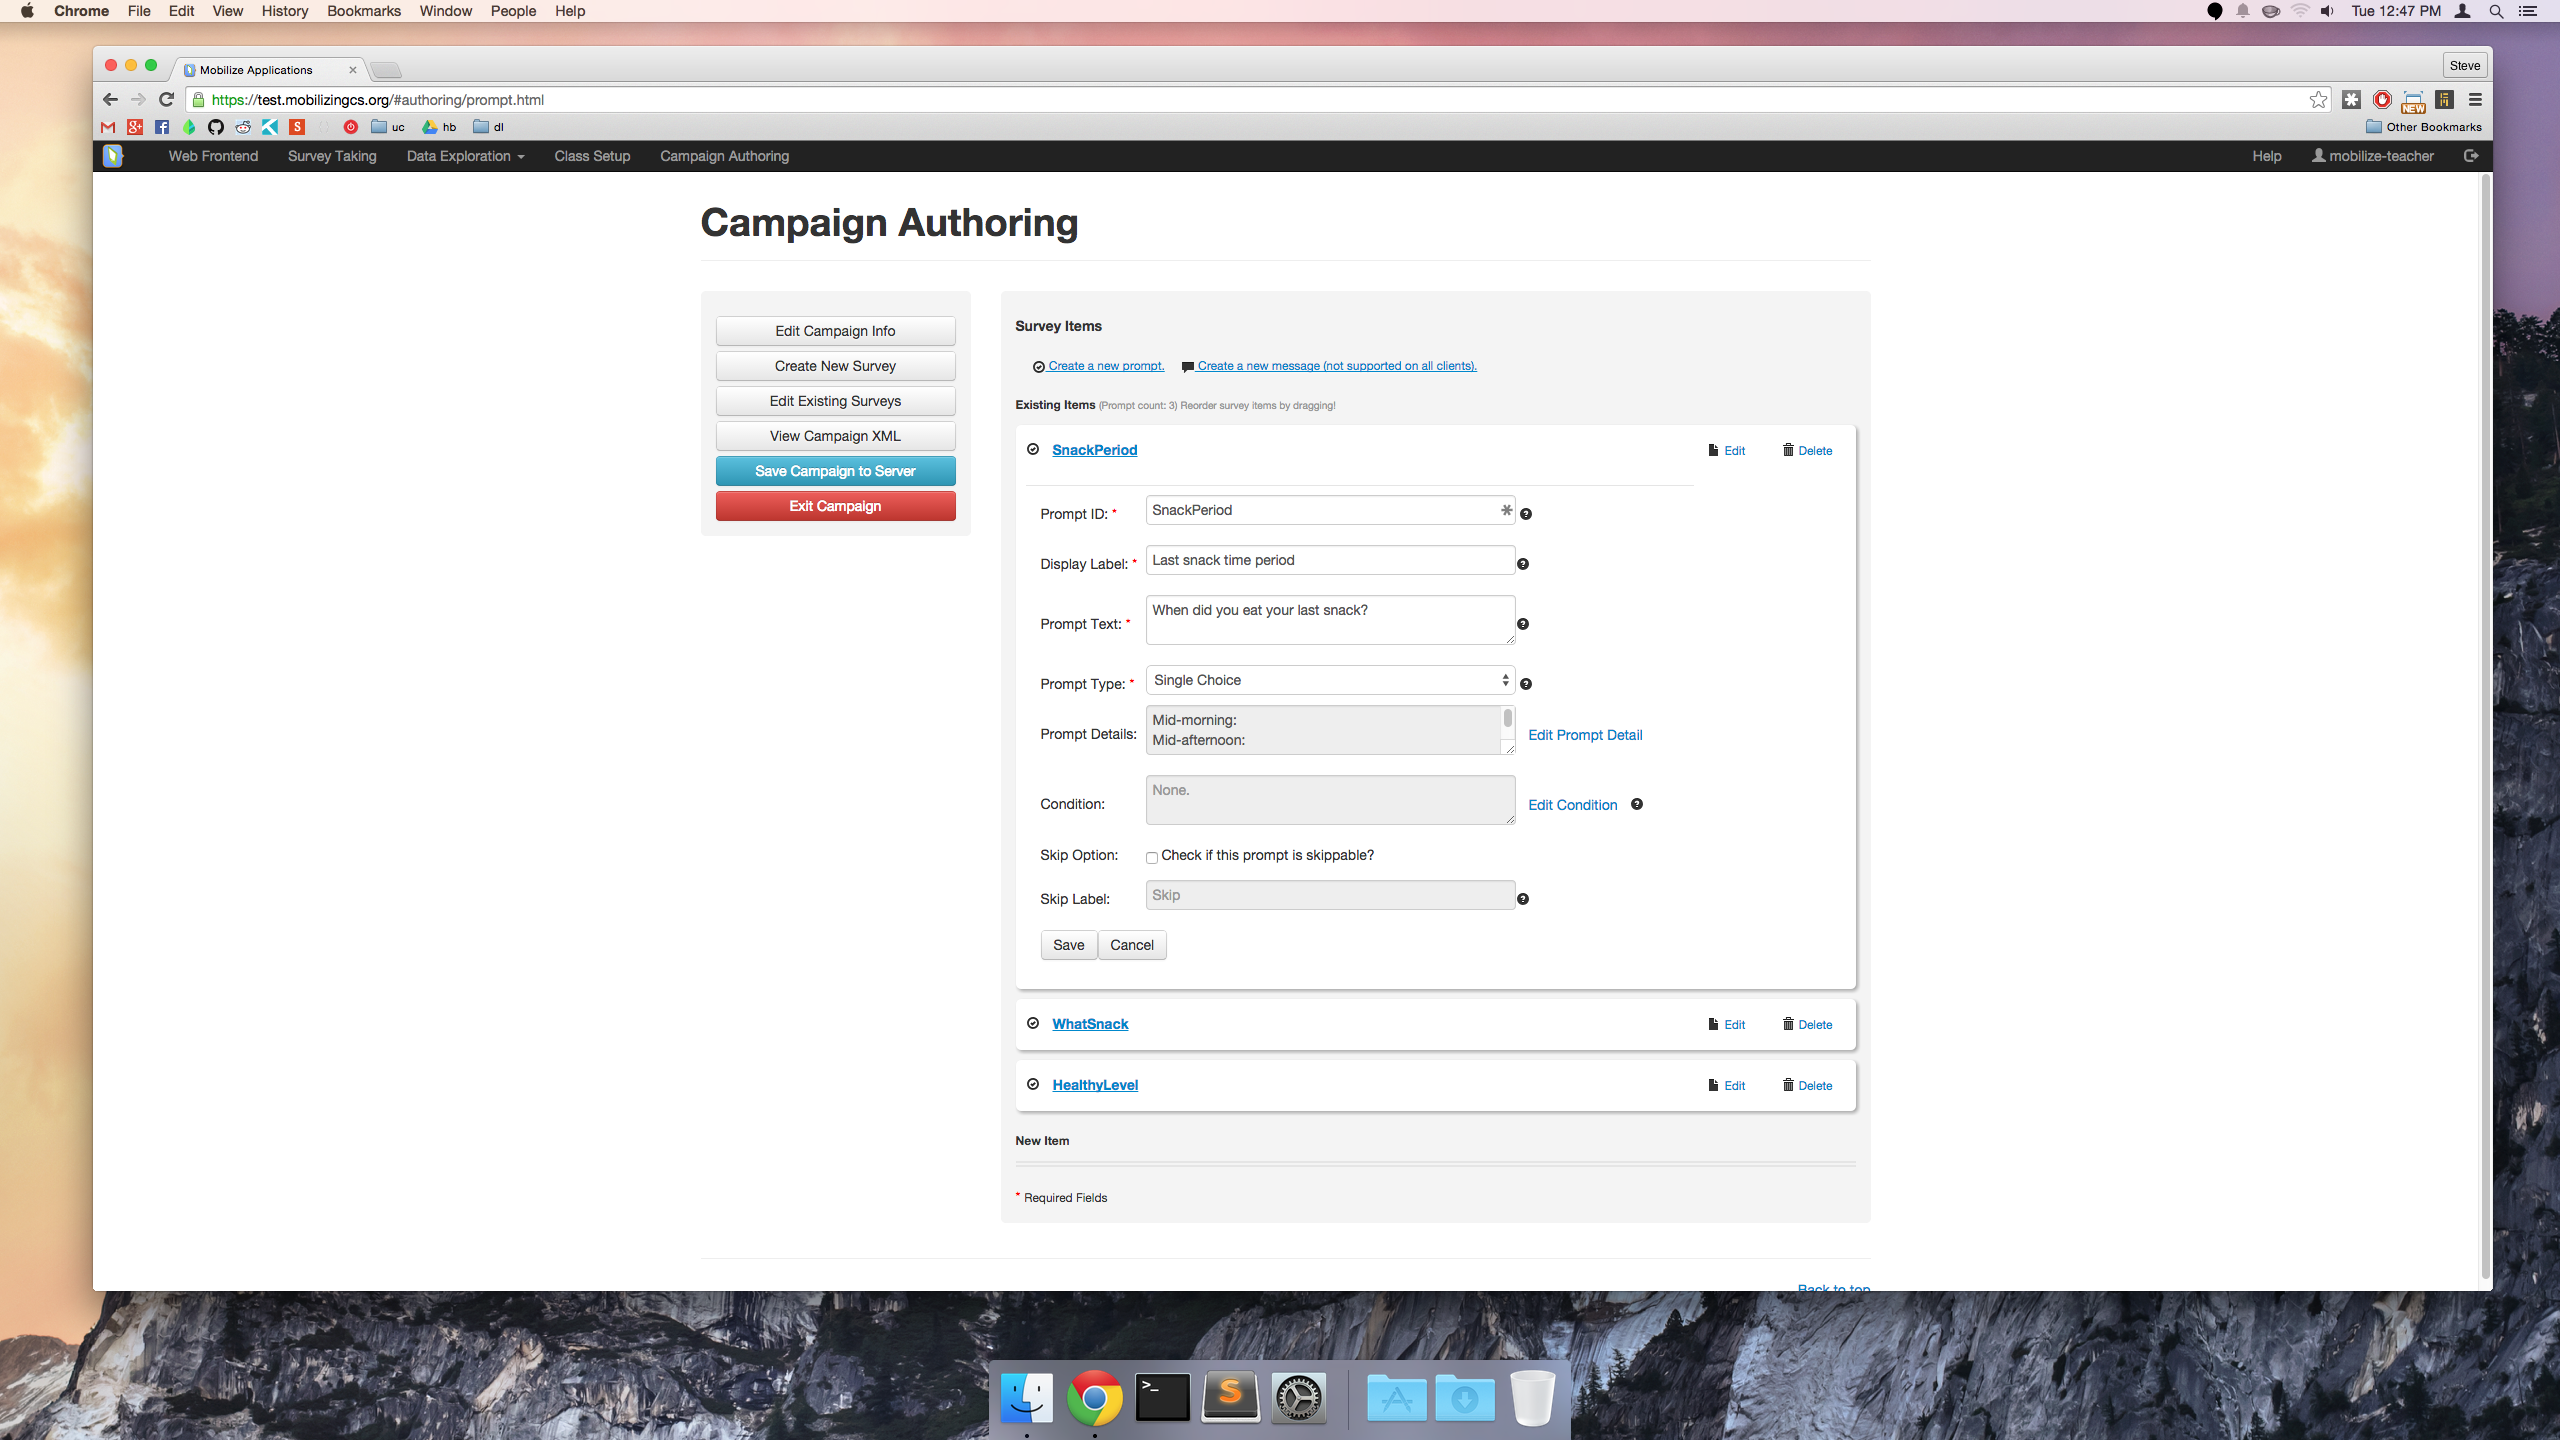 Chrome File Edit View History Bookmarks Window People Help Tue 12:47 PM
Mobilize Applications Steve
https://test.mobilizingcs.org/#authoring/prompt.html
NEW
uc hb dl Other Bookmarks
Web Frontend Survey Taking Data Exploration Class Setup Campaign Authoring Help mobilize-teacher
Campaign Authoring
Edit Campaign Info
Create New Survey
Edit Existing Surveys
View Campaign XML
Save Campaign to Server
Exit Campaign
Survey Items
Create a new prompt. Create a new message (not supported on all clients).
Existing Items (Prompt count: 3) Reorder survey items by dragging!
SnackPeriod Edit Delete
Prompt ID: * SnackPeriod
Display Label: * Last snack time period
Prompt Text: * When did you eat your last snack?
Prompt Type: * Single Choice
Prompt Details: Mid-morning:
Mid-afternoon:
Edit Prompt Detail
Condition: None. Edit Condition
Skip Option: Check if this prompt is skippable?
Skip Label: Skip
Save Cancel
WhatSnack Edit Delete
HealthyLevel Edit Delete
New Item
* Required Fields
Back to top